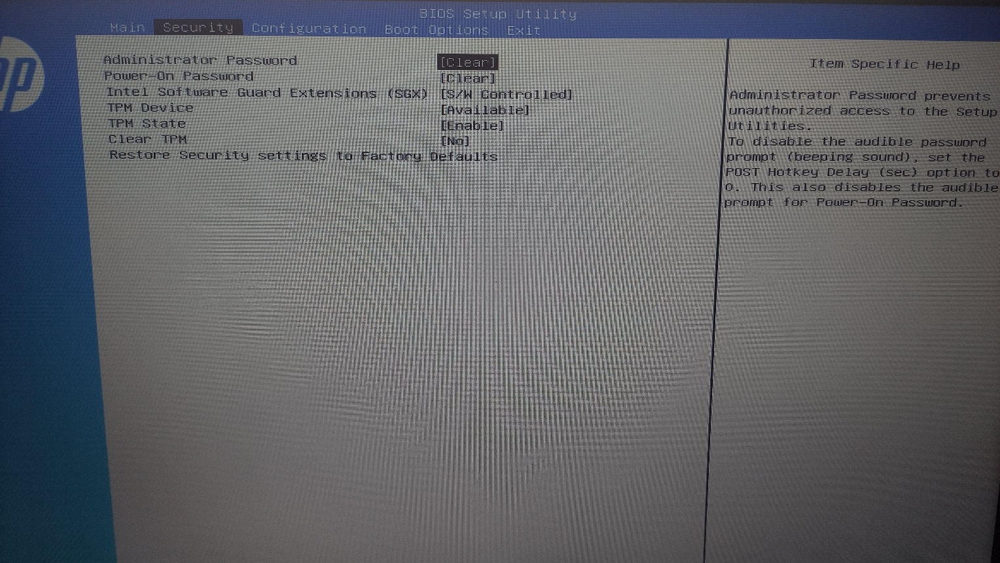 BIOS Setup Utility
Main Security Configuration Boot Options Exit
hp
Administrator Password [Clear]
Power-On Password [Clear]
Intel Software Guard Extensions (SGX) [S/W Controlled]
TPM Device [Available]
TPM State [Enable]
Clear TPM [No]
Restore Security settings to Factory Defaults
Item Specific Help
Administrator Password prevents
unauthorized access to the Setup
Utilities.
To disable the audible password
prompt (beeping sound), set the
POST Hotkey Delay (sec) option to
0. This also disables the audible
prompt for Power-On Password.